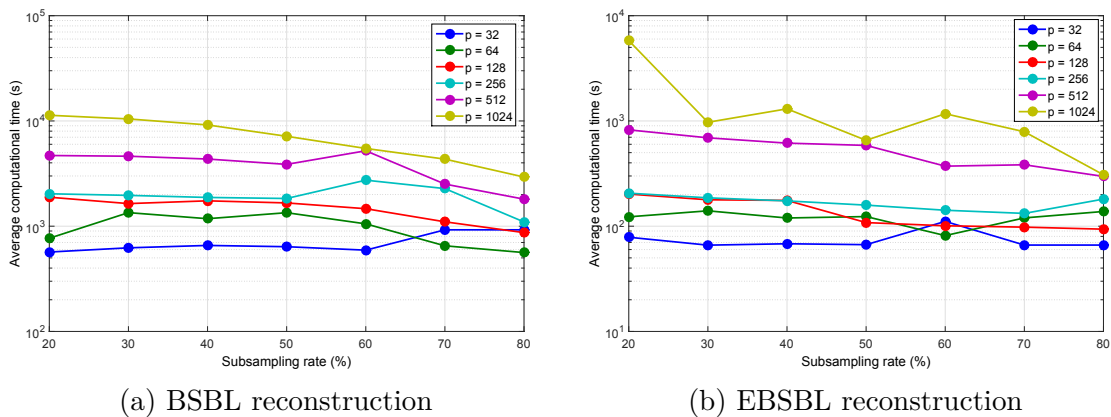 10^5
10^4
10^3
10^2
Average computational time (s)
20 30 40 50 60 70 80
Subsampling rate (%)
p = 32
p = 64
p = 128
p = 256
p = 512
p = 1024
(a) BSBL reconstruction
10^4
10^3
10^2
10^1
Average computational time (s)
20 30 40 50 60 70 80
Subsampling rate (%)
p = 32
p = 64
p = 128
p = 256
p = 512
p = 1024
(b) EBSBL reconstruction